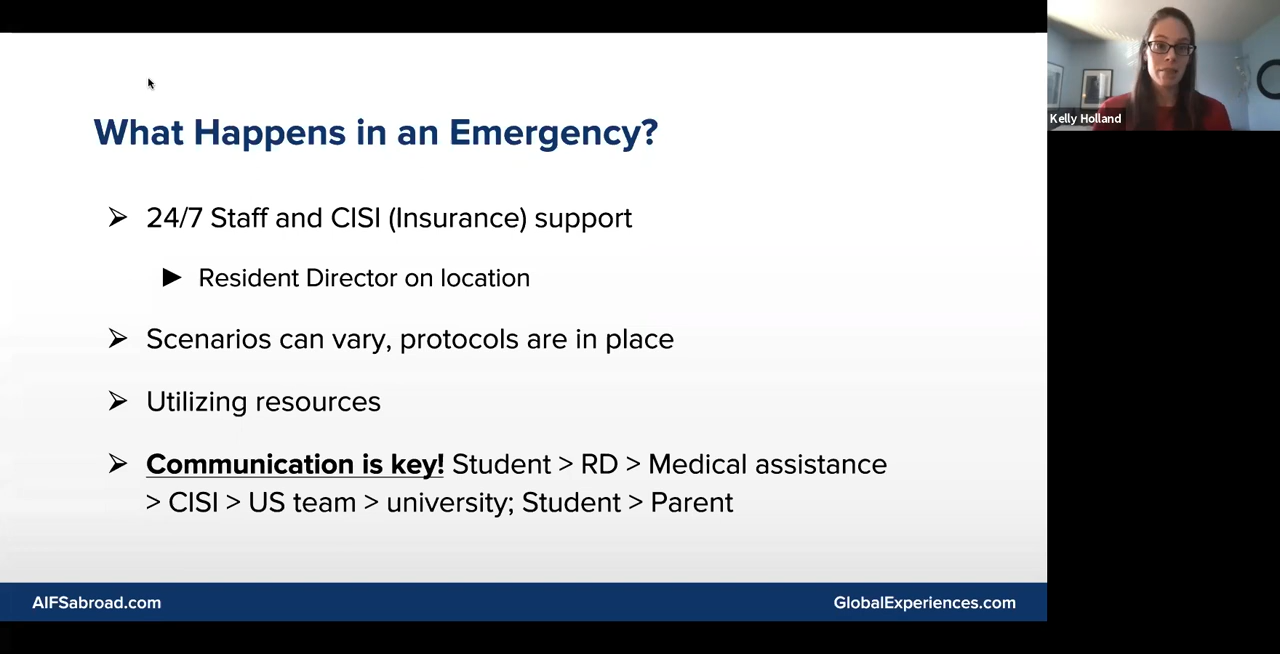 What Happens in an Emergency?
24/7 Staff and CISI (Insurance) support
Resident Director on location
Scenarios can vary, protocols are in place
Utilizing resources
Communication is key! Student > RD > Medical assistance
> CISI > US team > university; Student > Parent
AIFSabroad.com
GlobalExperiences.com
Kelly Holland